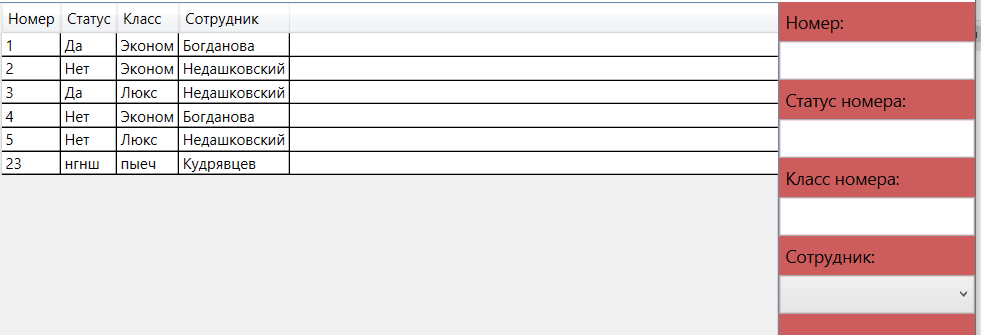 Номер Статус Класс Сотрудник
1 Да Эконом Богданова
2 Нет Эконом Недашковский
3 Да Люкс Недашковский
4 Нет Эконом Богданова
5 Нет Люкс Недашковский
23 нгнш пыеч Кудрявцев
Номер:
Статус номера:
Класс номера:
Сотрудник: